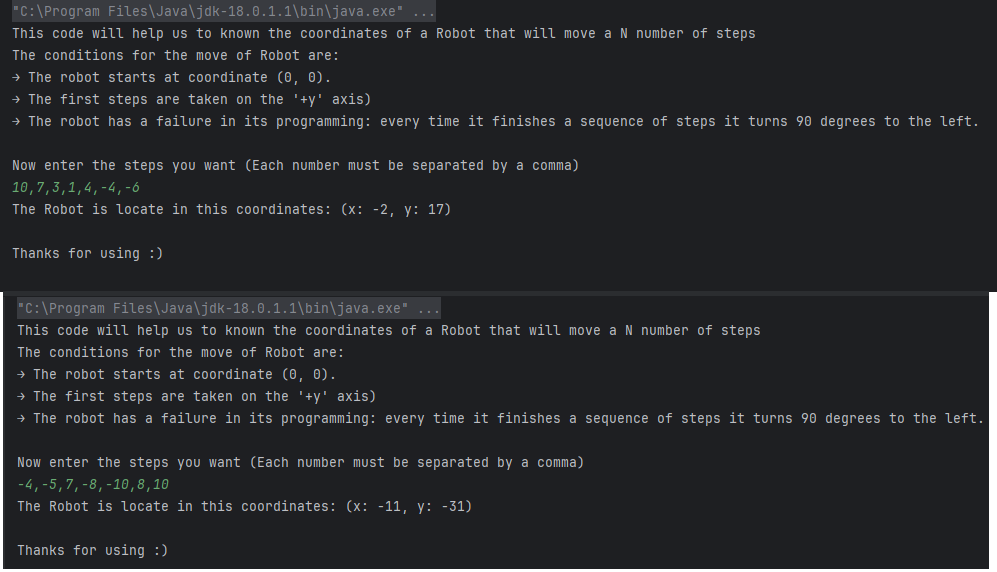 "C:\Program Files\Java\jdk-18.0.1.1\bin\java.exe" ...
This code will help us to known the coordinates of a Robot that will move a N number of steps
The conditions for the move of Robot are:
→ The robot starts at coordinate (0, 0).
→ The first steps are taken on the '+y' axis)
→ The robot has a failure in its programming: every time it finishes a sequence of steps it turns 90 degrees to the left.
Now enter the steps you want (Each number must be separated by a comma)
10,7,3,1,4,-4,-6
The Robot is locate in this coordinates: (x: -2, y: 17)
Thanks for using :)
"C:\Program Files\Java\jdk-18.0.1.1\bin\java.exe" ...
This code will help us to known the coordinates of a Robot that will move a N number of steps
The conditions for the move of Robot are:
→ The robot starts at coordinate (0, 0).
→ The first steps are taken on the '+y' axis)
→ The robot has a failure in its programming: every time it finishes a sequence of steps it turns 90 degrees to the left.
Now enter the steps you want (Each number must be separated by a comma)
-4,-5,7,-8,-10,8,10
The Robot is locate in this coordinates: (x: -11, y: -31)
Thanks for using :)